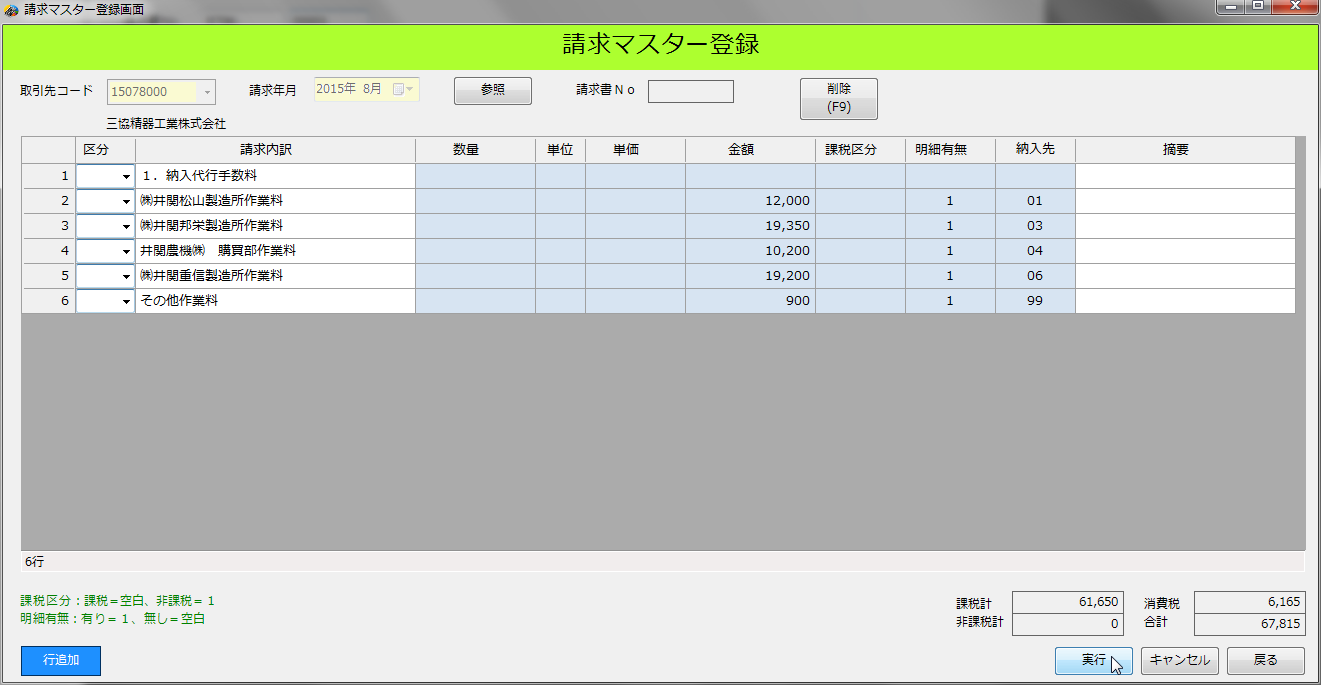 請求マスター登録画面
請求マスター登録
取引先コード 15078000 請求年月 2015年 8月 参照 請求書Ｎｏ 削除
(F9)
三協精器工業株式会社
区分 請求内訳 数量 単位 単価 金額 課税区分 明細有無 納入先 摘要
1 １．納入代行手数料
2 ㈱井関松山製造所作業料 12,000 1 01
3 ㈱井関邦栄製造所作業料 19,350 1 03
4 井関農機㈱　購買部作業料 10,200 1 04
5 ㈱井関重信製造所作業料 19,200 1 06
6 その他作業料 900 1 99
6行
課税区分：課税＝空白、非課税＝１
明細有無：有り＝１、無し＝空白
課税計 61,650 消費税 6,165
非課税計 0 合計 67,815
行追加 実行 キャンセル 戻る